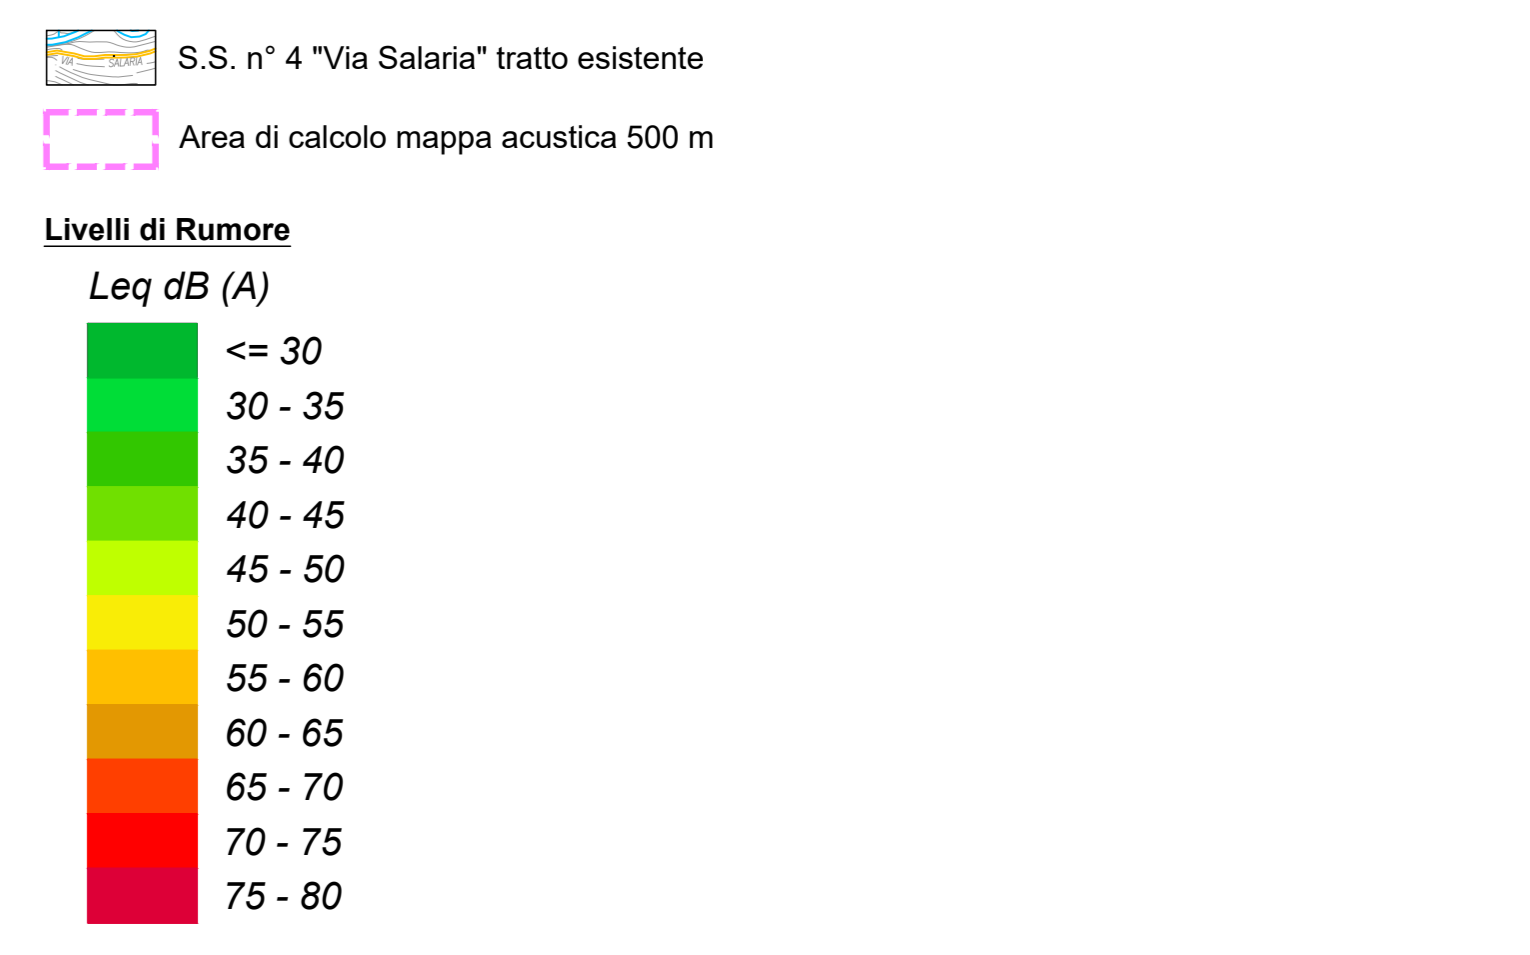 VIA SALARIA
S.S. n° 4 "Via Salaria" tratto esistente
Area di calcolo mappa acustica 500 m
Livelli di Rumore
Leq dB (A)
<= 30
30 - 35
35 - 40
40 - 45
45 - 50
50 - 55
55 - 60
60 - 65
65 - 70
70 - 75
75 - 80